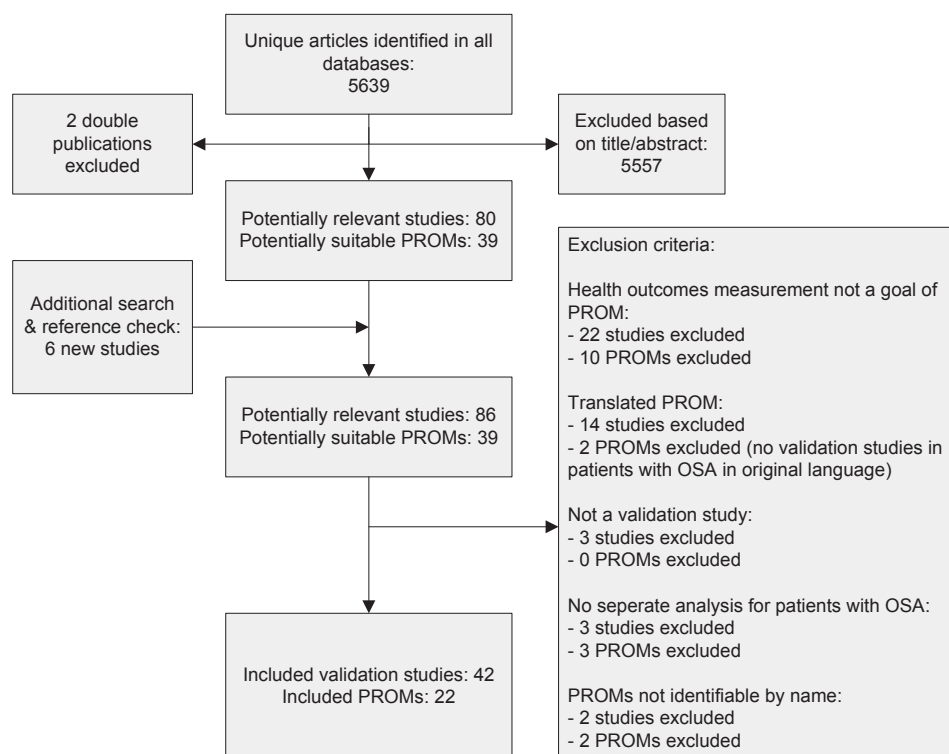 Unique articles identified in all
databases:
5639
2 double
publications
excluded
Excluded based
on title/abstract:
5557
Potentially relevant studies: 80
Potentially suitable PROMs: 39
Additional search
& reference check:
6 new studies
Potentially relevant studies: 86
Potentially suitable PROMs: 39
Exclusion criteria:
Health outcomes measurement not a goal of
PROM:
- 22 studies excluded
- 10 PROMs excluded
Translated PROM:
- 14 studies excluded
- 2 PROMs excluded (no validation studies in
patients with OSA in original language)
Not a validation study:
- 3 studies excluded
- 0 PROMs excluded
No seperate analysis for patients with OSA:
- 3 studies excluded
- 3 PROMs excluded
PROMs not identifiable by name:
- 2 studies excluded
- 2 PROMs excluded
Included validation studies: 42
Included PROMs: 22